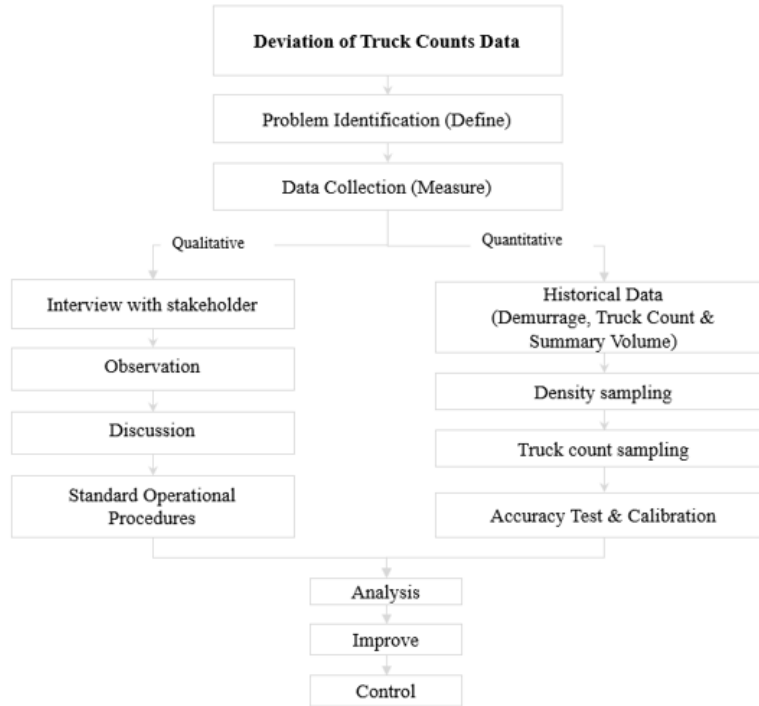 Deviation of Truck Counts Data
Problem Identification (Define)
Data Collection (Measure)
Qualitative
Quantitative
Interview with stakeholder
Observation
Discussion
Standard Operational
Procedures
Historical Data
(Demurrage, Truck Count &
Summary Volume)
Density sampling
Truck count sampling
Accuracy Test & Calibration
Analysis
Improve
Control